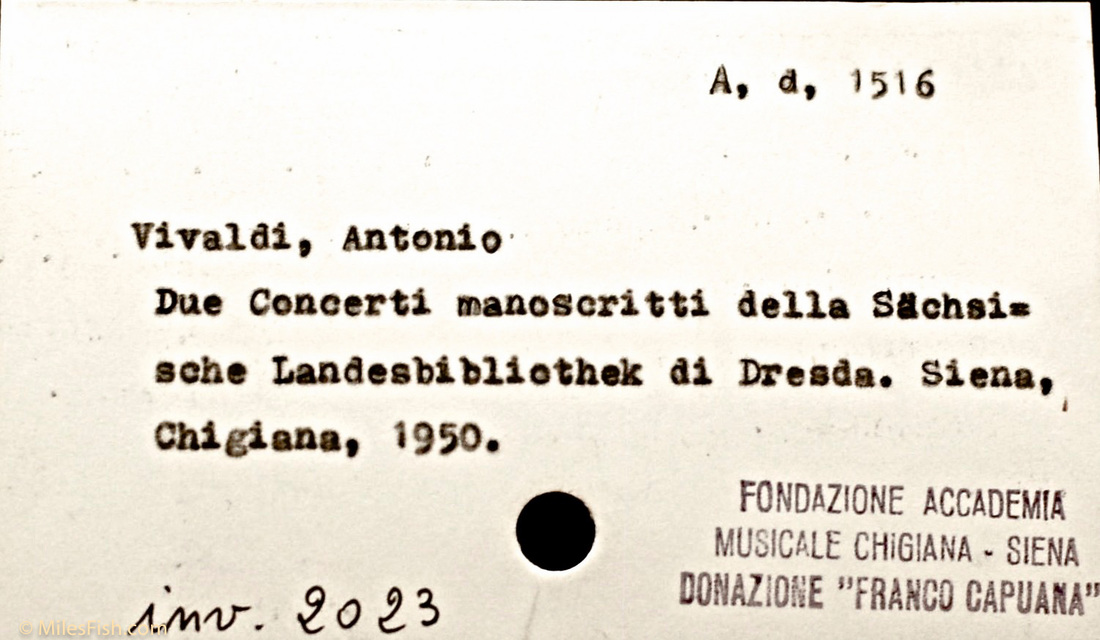 A, d, 1516
Vivaldi, Antonio
Due Concerti manoscritti della Sächsi=
sche Landesbibliothek di Dresda. Siena,
Chigiana, 1950.
FONDAZIONE ACCADEMIA
MUSICALE CHIGIANA - SIENA
DONAZIONE "FRANCO CAPUANA"
inv. 2023
© MilesFish.com